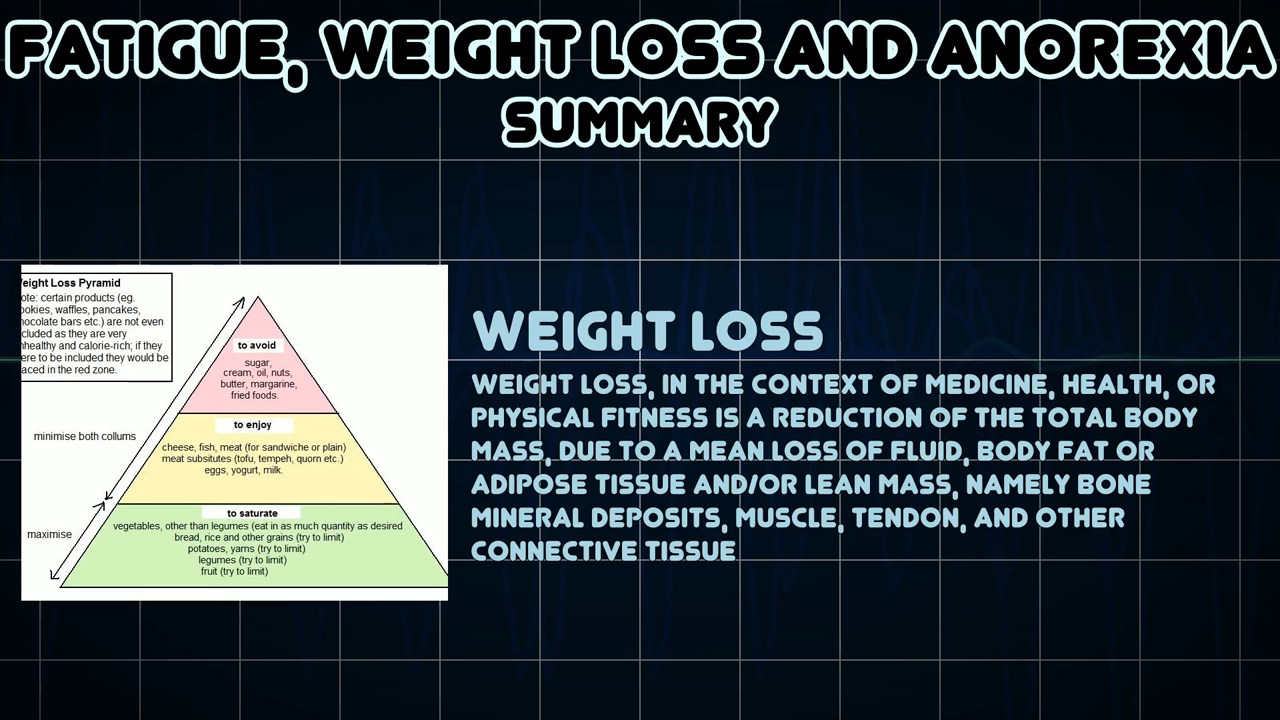 FATIGUE, WEIGHT LOSS AND ANOREXIA
SUMMARY
eight Loss Pyramid
ote: certain products (eg.
ookies, waffles, pancakes,
hocolate bars etc.) are not even
cluded as they are very
nhealthy and calorie-rich; if they
ere to be included they would be
aced in the red zone.
to avoid
sugar,
cream, oil, nuts,
butter, margarine,
fried foods.
to enjoy
minimise both collums
cheese, fish, meat (for sandwiche or plain)
meat subsitutes (tofu, tempeh, quorn etc.)
eggs, yogurt, milk.
to saturate
maximise
vegetables, other than legumes (eat in as much quantity as desired
bread, rice and other grains (try to limit)
potatoes, yams (try to limit)
legumes (try to limit)
fruit (try to limit)
WEIGHT LOSS
WEIGHT LOSS, IN THE CONTEXT OF MEDICINE, HEALTH, OR
PHYSICAL FITNESS IS A REDUCTION OF THE TOTAL BODY
MASS, DUE TO A MEAN LOSS OF FLUID, BODY FAT OR
ADIPOSE TISSUE AND/OR LEAN MASS, NAMELY BONE
MINERAL DEPOSITS, MUSCLE, TENDON, AND OTHER
CONNECTIVE TISSUE